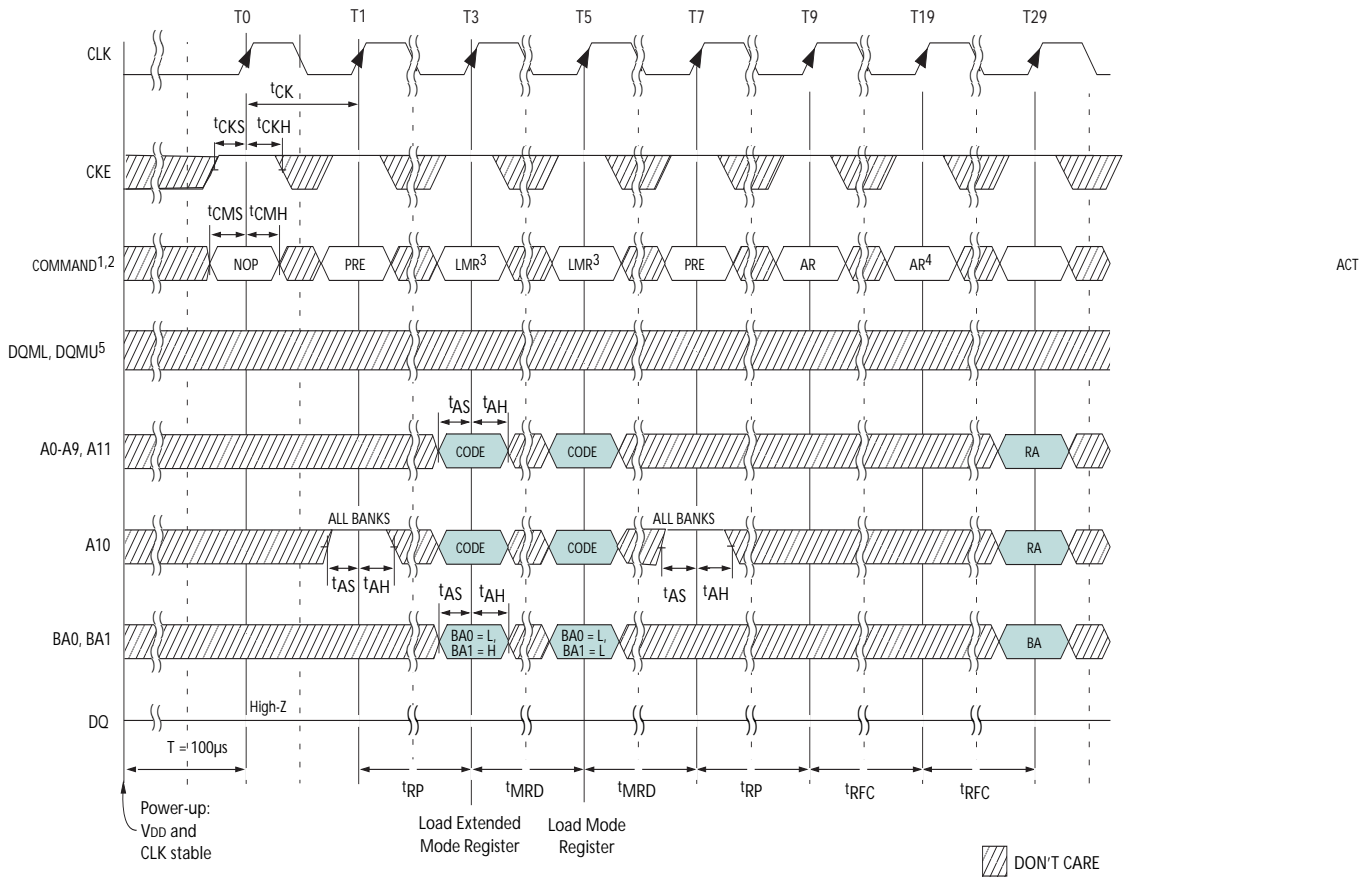 T0 T1 T3 T5 T7 T9 T19 T29
CLK
tCK
tCKS tCKH
CKE
tCMS tCMH
COMMAND1,2 NOP PRE LMR3 LMR3 PRE AR AR4 ACT
DQML, DQMU5
tAS tAH
A0-A9, A11 CODE CODE RA
ALL BANKS ALL BANKS
A10 CODE CODE RA
tAS tAH tAS tAH
tAS tAH
BA0, BA1 BA0 = L, BA1 = H BA0 = L, BA1 = L BA
High-Z
DQ
T = 100µs
tRP tMRD tMRD tRP tRFC tRFC
Power-up:
VDD and
CLK stable
Load Extended
Mode Register
Load Mode
Register
DON'T CARE